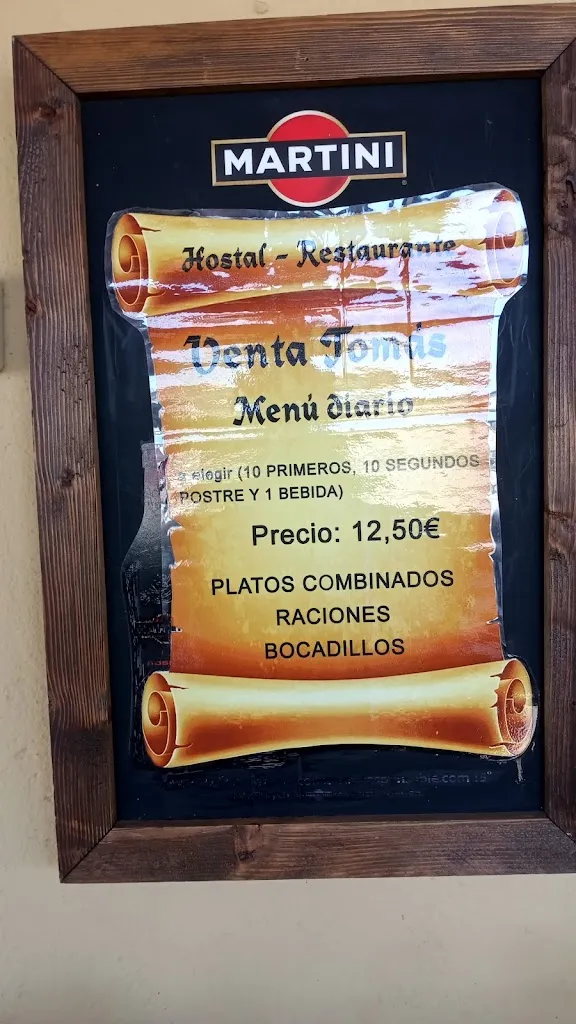 MARTINI
Hostal - Restaurante
Venta Tomás
Menú diario
a elegir (10 PRIMEROS, 10 SEGUNDOS
POSTRE Y 1 BEBIDA)
Precio: 12,50€
PLATOS COMBINADOS
RACIONES
BOCADILLOS